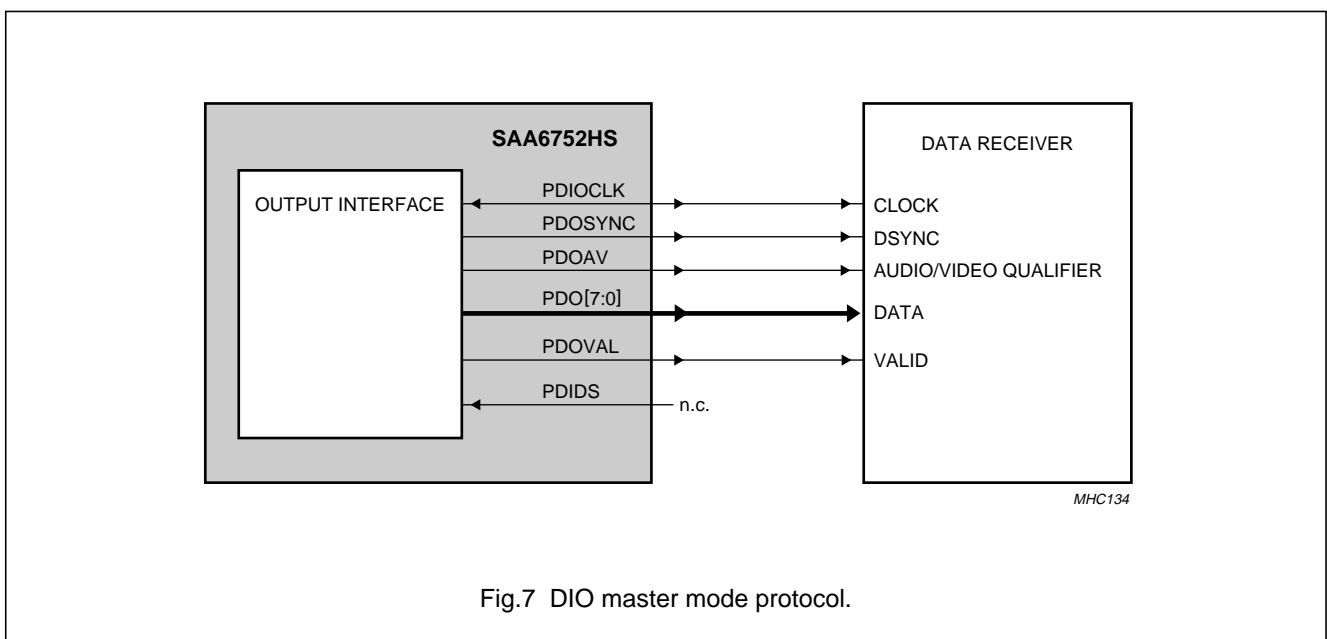 SAA6752HS
DATA RECEIVER
OUTPUT INTERFACE
PDIOCLK
CLOCK
PDOSYNC
DSYNC
PDOAV
AUDIO/VIDEO QUALIFIER
PDO[7:0]
DATA
PDOVAL
VALID
PDIDS
n.c.
MHC134
Fig.7 DIO master mode protocol.